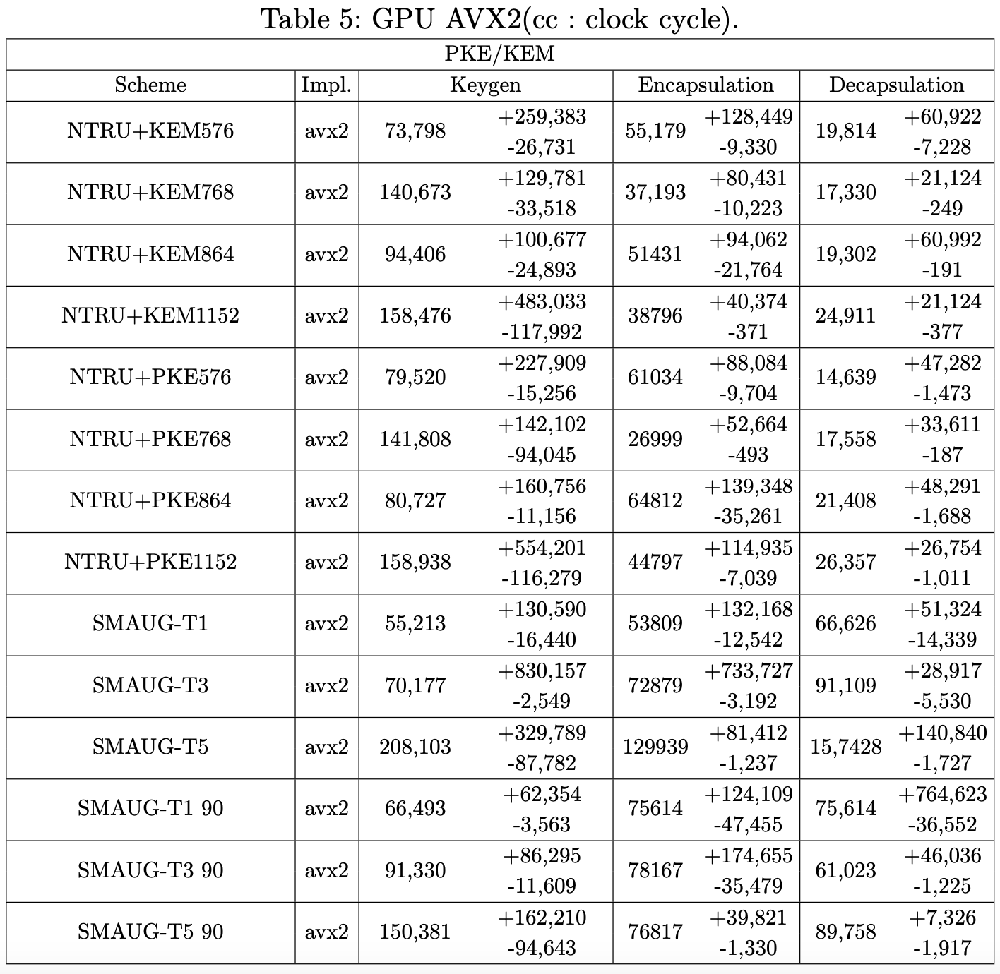 Table 5: GPU AVX2(cc : clock cycle).
PKE/KEM
Scheme Impl. Keygen Encapsulation Decapsulation
+259,383 +128,449 +60,922
NTRU+KEM576 avx2 73,798 55,179 19,814
-26,731 -9,330 -7,228
+129,781 +80,431 +21,124
NTRU+KEM768 avx2 140,673 37,193 17,330
-33,518 -10,223 -249
+100,677 +94,062 +60,992
NTRU+KEM864 avx2 94,406 51431 19,302
-24,893 -21,764 -191
+483,033 +40,374 +21,124
NTRU+KEM1152 avx2 158,476 38796 24,911
-117,992 -371 -377
+227,909 +88,084 +47,282
NTRU+PKE576 avx2 79,520 61034 14,639
-15,256 -9,704 -1,473
+142,102 +52,664 +33,611
NTRU+PKE768 avx2 141,808 26999 17,558
-94,045 -493 -187
+160,756 +139,348 +48,291
NTRU+PKE864 avx2 80,727 64812 21,408
-11,156 -35,261 -1,688
+554,201 +114,935 +26,754
NTRU+PKE1152 avx2 158,938 44797 26,357
-116,279 -7,039 -1,011
+130,590 +132,168 +51,324
SMAUG-T1 avx2 55,213 53809 66,626
-16,440 -12,542 -14,339
+830,157 +733,727 +28,917
SMAUG-T3 avx2 70,177 72879 91,109
-2,549 -3,192 -5,530
+329,789 +81,412 +140,840
SMAUG-T5 avx2 208,103 129939 15,7428
-87,782 -1,237 -1,727
+62,354 +124,109 +764,623
SMAUG-T1 90 avx2 66,493 75614 75,614
-3,563 -47,455 -36,552
+86,295 +174,655 +46,036
SMAUG-T3 90 avx2 91,330 78167 61,023
-11,609 -35,479 -1,225
+162,210 +39,821 +7,326
SMAUG-T5 90 avx2 150,381 76817 89,758
-94,643 -1,330 -1,917